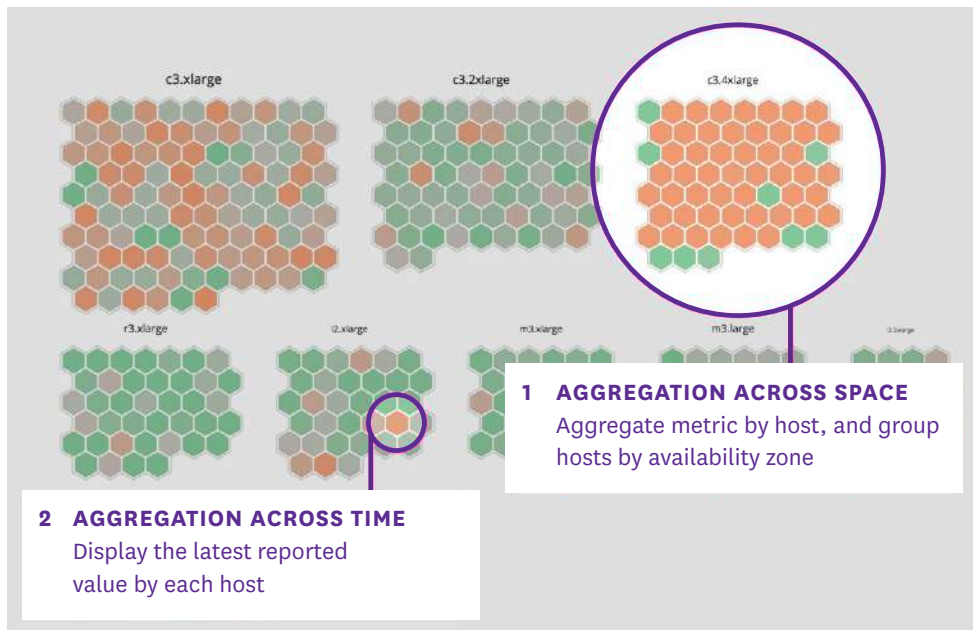 c3.xlarge
c3.2xlarge
c3.4xlarge
r3.xlarge
i2.xlarge
m3.xlarge
m3.large
1 AGGREGATION ACROSS SPACE
Aggregate metric by host, and group
hosts by availability zone
2 AGGREGATION ACROSS TIME
Display the latest reported
value by each host